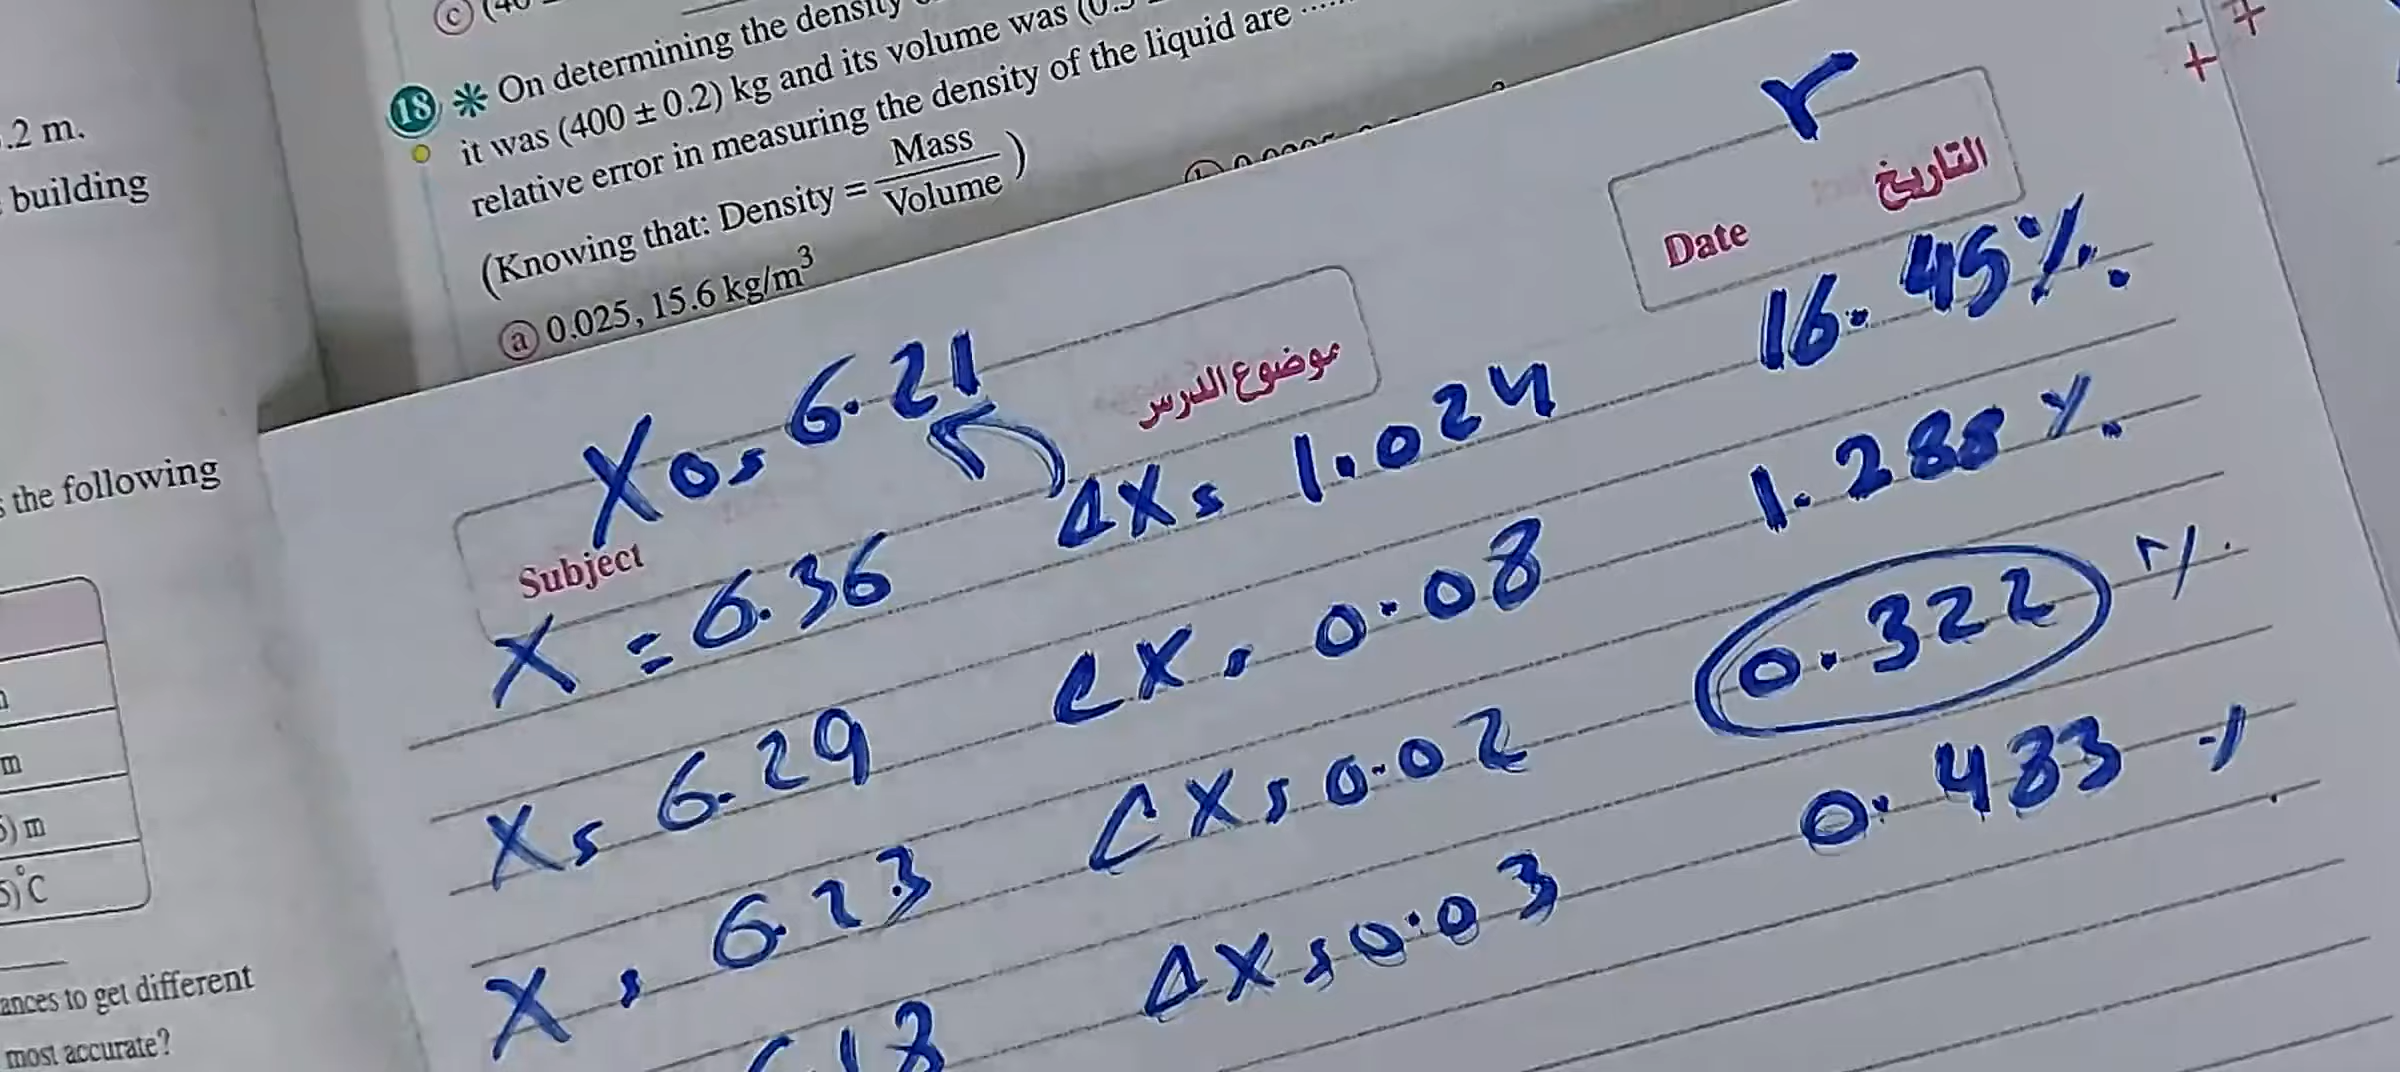 .2 m.
building
the following
m
m
°C
ances to get different
most accurate?
c
18 * On determining the density
it was (400 ± 0.2) kg and its volume was (0.
relative error in measuring the density of the liquid are ......
(Knowing that: Density = Mass / Volume)
a 0.025, 15.6 kg/m³
٢
Date التاريخ
Subject موضوع الدرس
X0 = 6.21
X = 6.36 ΔX = 1.024 16.45%
X = 6.29 ΔX = 0.08 1.288%
X = 6.23 ΔX = 0.02 0.322%
ΔX = 0.03 0.483